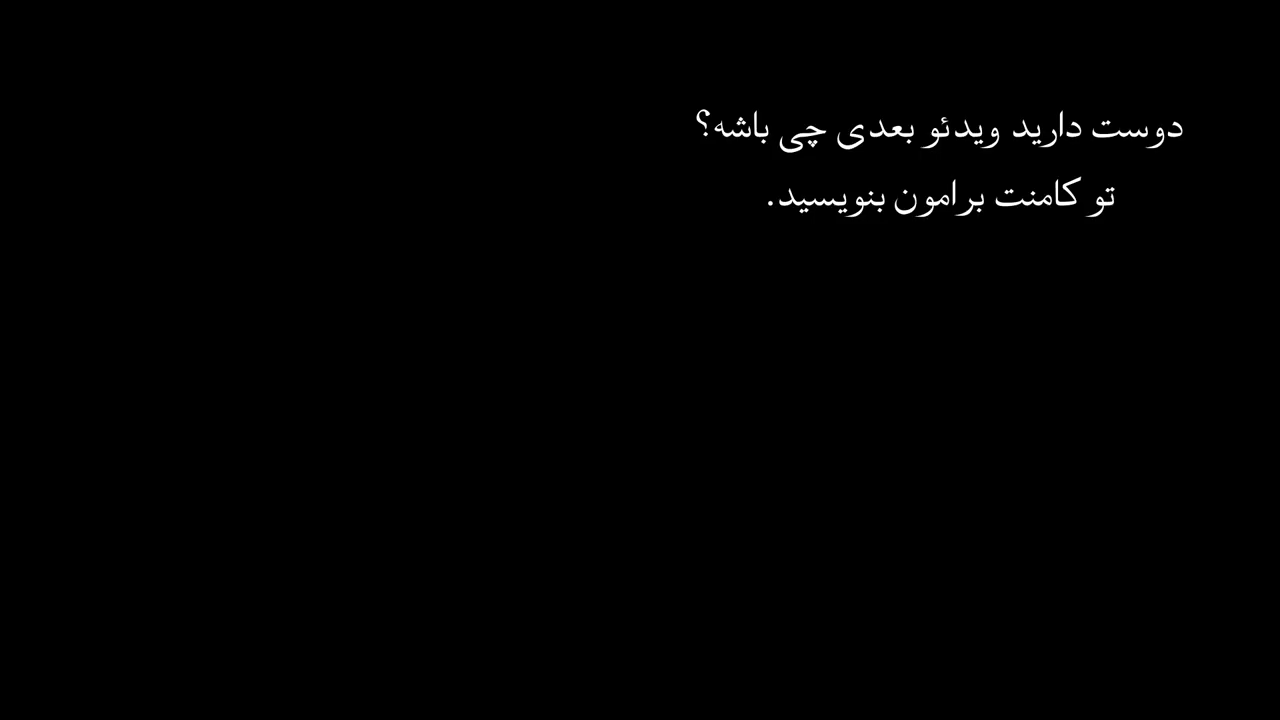 دوست دارید ویدئو بعدی چی باشه؟
تو کامنت برامون بنویسید.